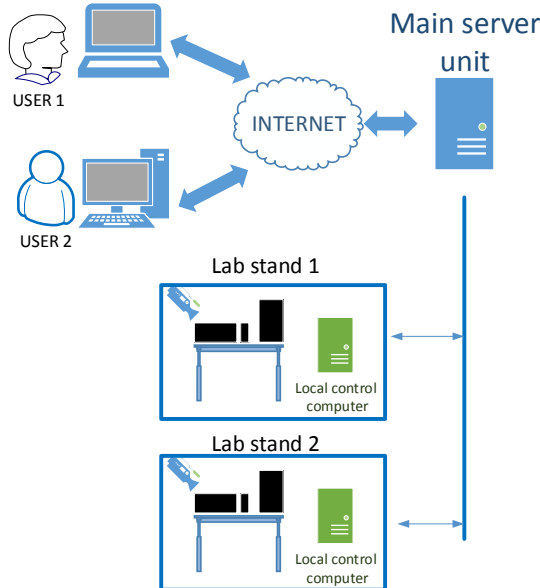 Main server
unit
USER 1
INTERNET
USER 2
Lab stand 1
Local control
computer
Lab stand 2
Local control
computer